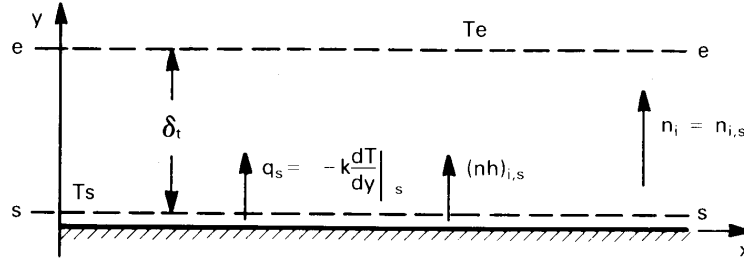 y
Te
e e
δt
ni = ni,s
qs = -k dT/dy |s
(nh)i,s
Ts
s s
x